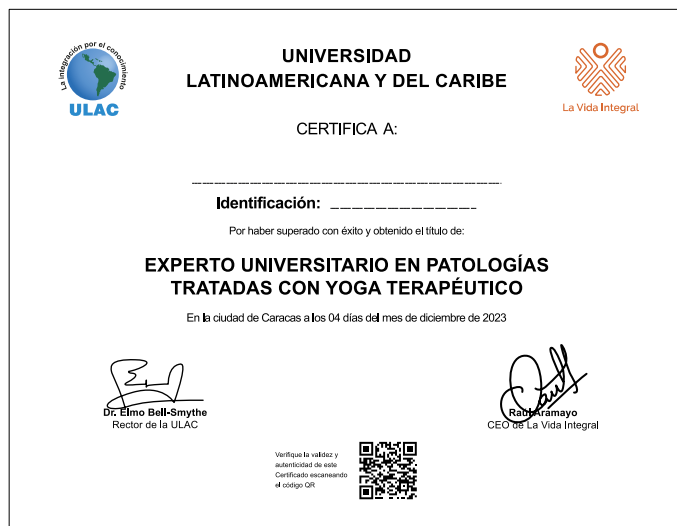 La integración por el conocimiento
ULAC
UNIVERSIDAD
LATINOAMERICANA Y DEL CARIBE
La Vida Integral
CERTIFICA A:
Identificación:
Por haber superado con éxito y obtenido el título de:
EXPERTO UNIVERSITARIO EN PATOLOGÍAS
TRATADAS CON YOGA TERAPÉUTICO
En la ciudad de Caracas a los 04 días del mes de diciembre de 2023
Dr. Elmo Bell-Smythe
Rector de la ULAC
Raúl Aramayo
CEO de La Vida Integral
Verifique la validez y
autenticidad de este
Certificado escaneando
el código QR